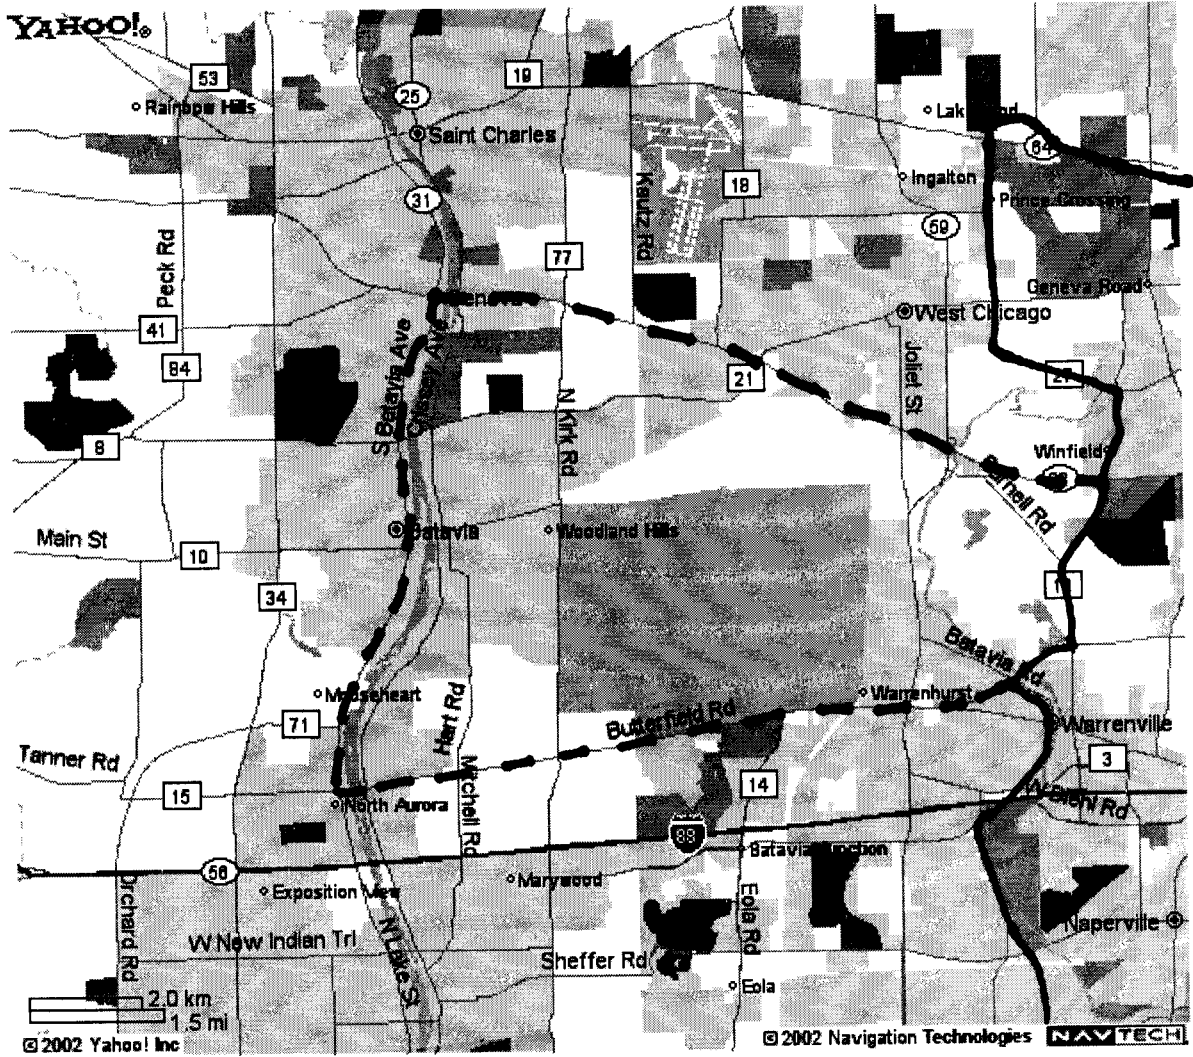 YAHOO!®
53
19
Rainbow Hills
25
Saint Charles
64
Ingalton
18
31
Kautz Rd
Prince Crossing
59
Peck Rd
77
Geneva Road
Geneva
West Chicago
41
S Batavia Ave
84
21
Joliet St
N Kirk Rd
8
Winfield
Main St
Batavia
Woodland Hills
10
34
Batavia Rd
Mooseheart
Hart Rd
Warrenhurst
71
Butterfield Rd
Warrenville
Tanner Rd
3
15
14
North Aurora
Mitchell Rd
W Diehl Rd
88
Batavia Junction
56
Exposition View
Marywood
Orchard Rd
Eola Rd
Naperville
W New Indian Trl
N Lake St
Sheffer Rd
Eola
2.0 km
1.5 mi
© 2002 Yahoo! Inc
© 2002 Navigation Technologies
NAVTECH